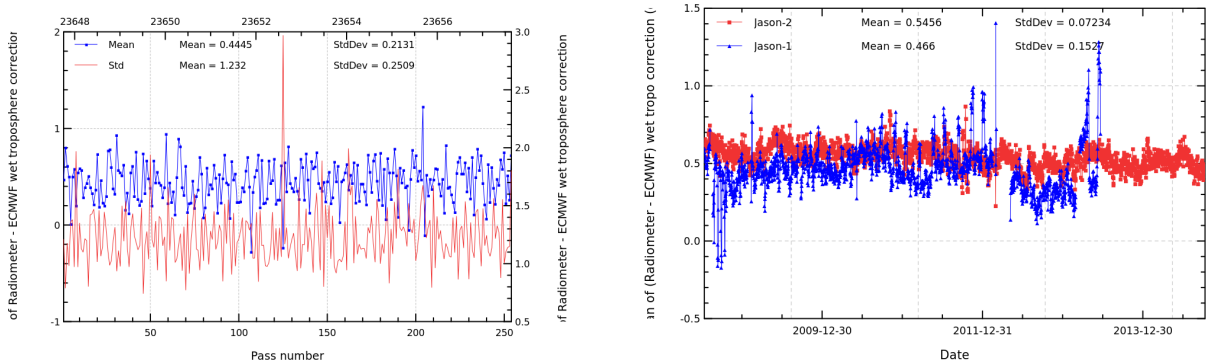 23648 23650 23652 23654 23656
2 3.0
Mean Mean = 0.4445 StdDev = 0.2131
Std Mean = 1.232 StdDev = 0.2509
2.5
1 2.0
1.5
0
1.0
-1 0.5
50 100 150 200 250
Pass number
of Radiometer - ECMWF wet troposphere correction
of Radiometer - ECMWF wet troposphere correction
1.5
Jason-2 Mean = 0.5456 StdDev = 0.07234
Jason-1 Mean = 0.466 StdDev = 0.1527
1.0
0.5
0.0
-0.5
2009-12-30 2011-12-31 2013-12-30
Date
an of (Radiometer - ECMWF) wet tropo correction (